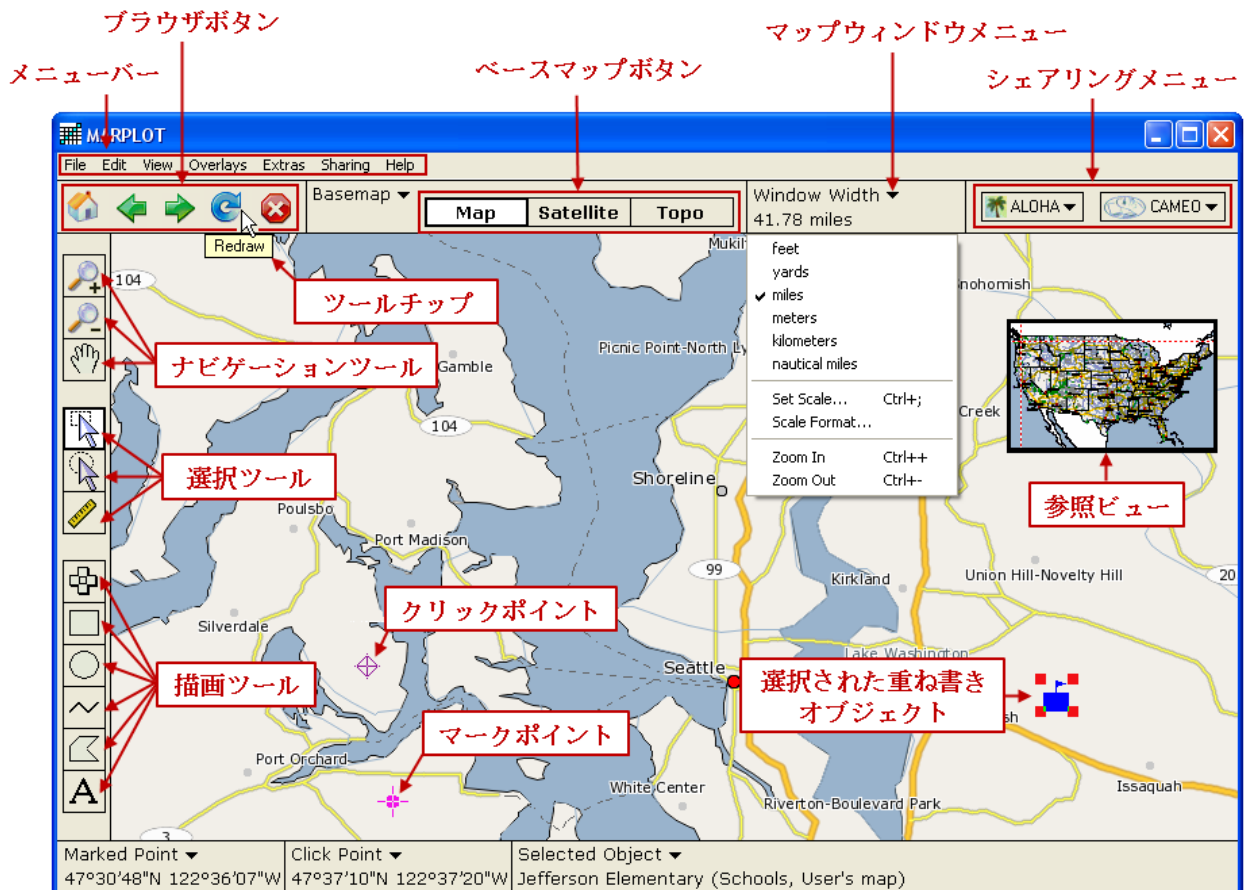 ブラウザボタン
マップウィンドウメニュー
メニューバー
ベースマップボタン
シェアリングメニュー
MARPLOT
File Edit View Overlays Extras Sharing Help
Basemap
Map Satellite Topo
Window Width
41.78 miles
ALOHA
CAMEO
Redraw
ツールチップ
ナビゲーションツール
選択ツール
描画ツール
クリックポイント
マークポイント
選択された重ね書き
オブジェクト
参照ビュー
feet
yards
miles
meters
kilometers
nautical miles
Set Scale... Ctrl+;
Scale Format...
Zoom In Ctrl++
Zoom Out Ctrl+-
104
Mukil
Snohomish
Picnic Point-North Ly
Gamble
104
Creek
Shoreline
Poulsbo
Port Madison
99
Kirkland
Union Hill-Novelty Hill
20
Silverdale
Lake Washington
Seattle
sh
Port Orchard
White Center
Riverton-Boulevard Park
Issaquah
3
A
Marked Point
47°30'48"N 122°36'07"W
Click Point
47°37'10"N 122°37'20"W
Selected Object
Jefferson Elementary (Schools, User's map)